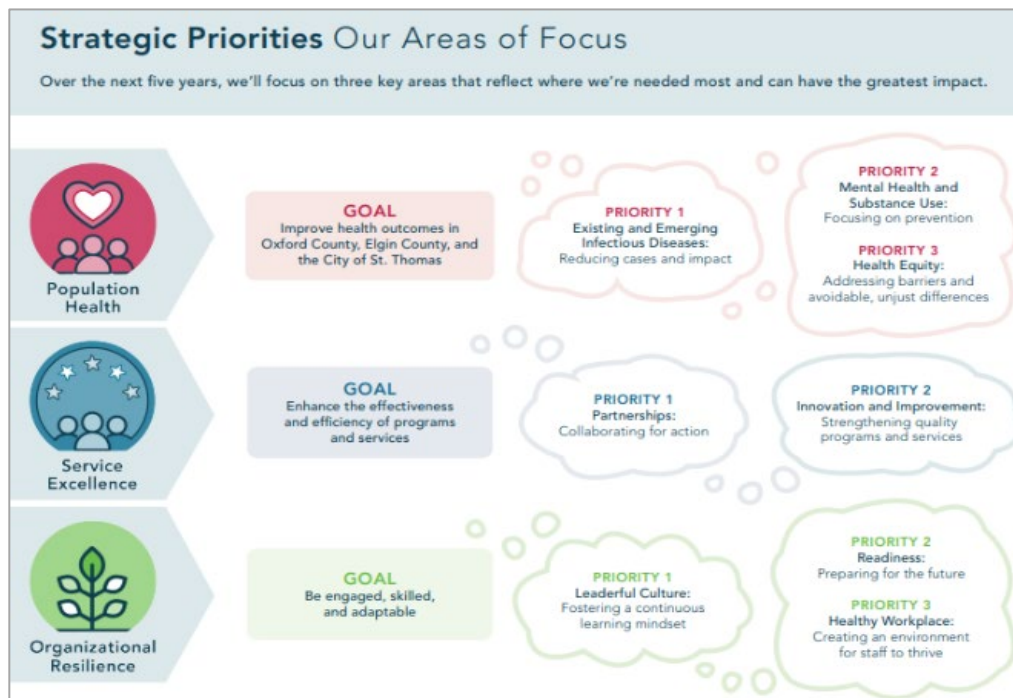 Strategic Priorities Our Areas of Focus
Over the next five years, we'll focus on three key areas that reflect where we're needed most and can have the greatest impact.
Population
Health
GOAL
Improve health outcomes in
Oxford County, Elgin County, and
the City of St. Thomas
PRIORITY 1
Existing and Emerging
Infectious Diseases:
Reducing cases and impact
PRIORITY 2
Mental Health and
Substance Use:
Focusing on prevention
PRIORITY 3
Health Equity:
Addressing barriers and
avoidable, unjust differences
Service
Excellence
GOAL
Enhance the effectiveness
and efficiency of programs
and services
PRIORITY 1
Partnerships:
Collaborating for action
PRIORITY 2
Innovation and Improvement:
Strengthening quality
programs and services
Organizational
Resilience
GOAL
Be engaged, skilled,
and adaptable
PRIORITY 1
Leaderful Culture:
Fostering a continuous
learning mindset
PRIORITY 2
Readiness:
Preparing for the future
PRIORITY 3
Healthy Workplace:
Creating an environment
for staff to thrive